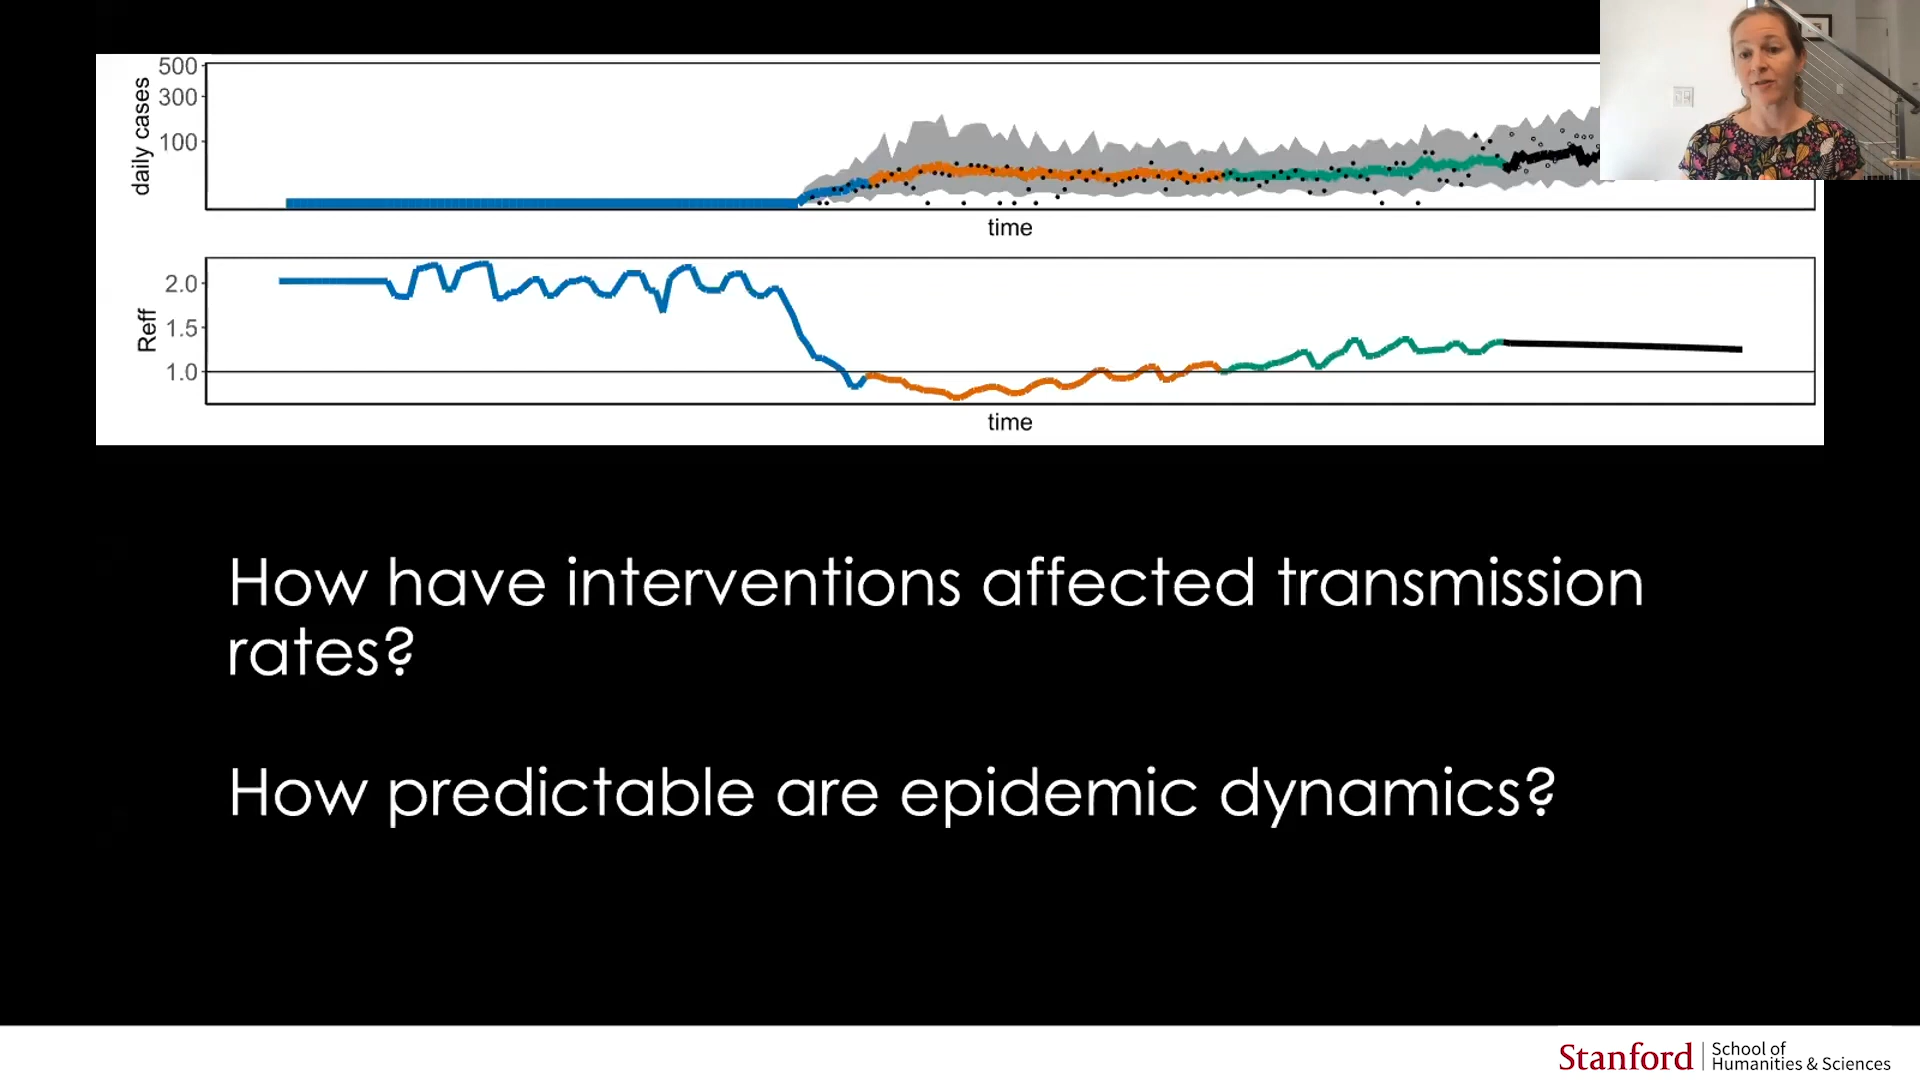 500
300
100
daily cases
time
2.0
1.5
1.0
Reff
time
How have interventions affected transmission
rates?
How predictable are epidemic dynamics?
Stanford
School of
Humanities & Sciences